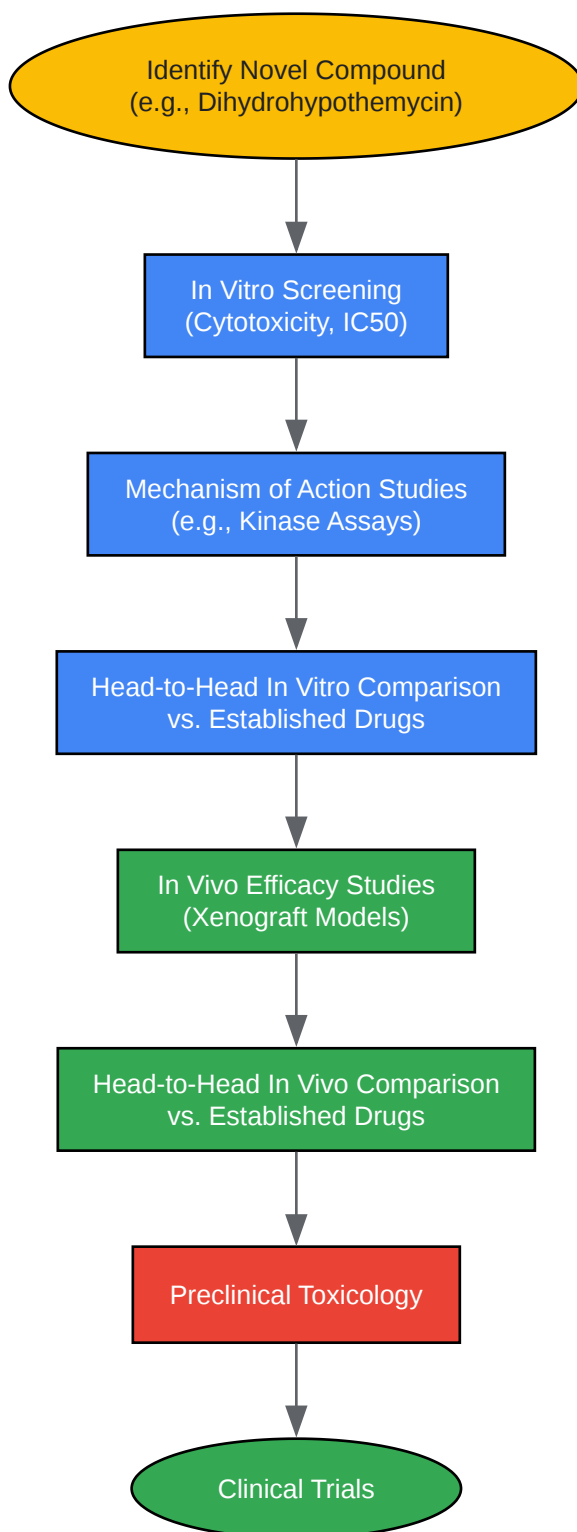 Identify Novel Compound
(e.g., Dihydrohypothemycin)
In Vitro Screening
(Cytotoxicity, IC50)
Mechanism of Action Studies
(e.g., Kinase Assays)
Head-to-Head In Vitro Comparison
vs. Established Drugs
In Vivo Efficacy Studies
(Xenograft Models)
Head-to-Head In Vivo Comparison
vs. Established Drugs
Preclinical Toxicology
Clinical Trials